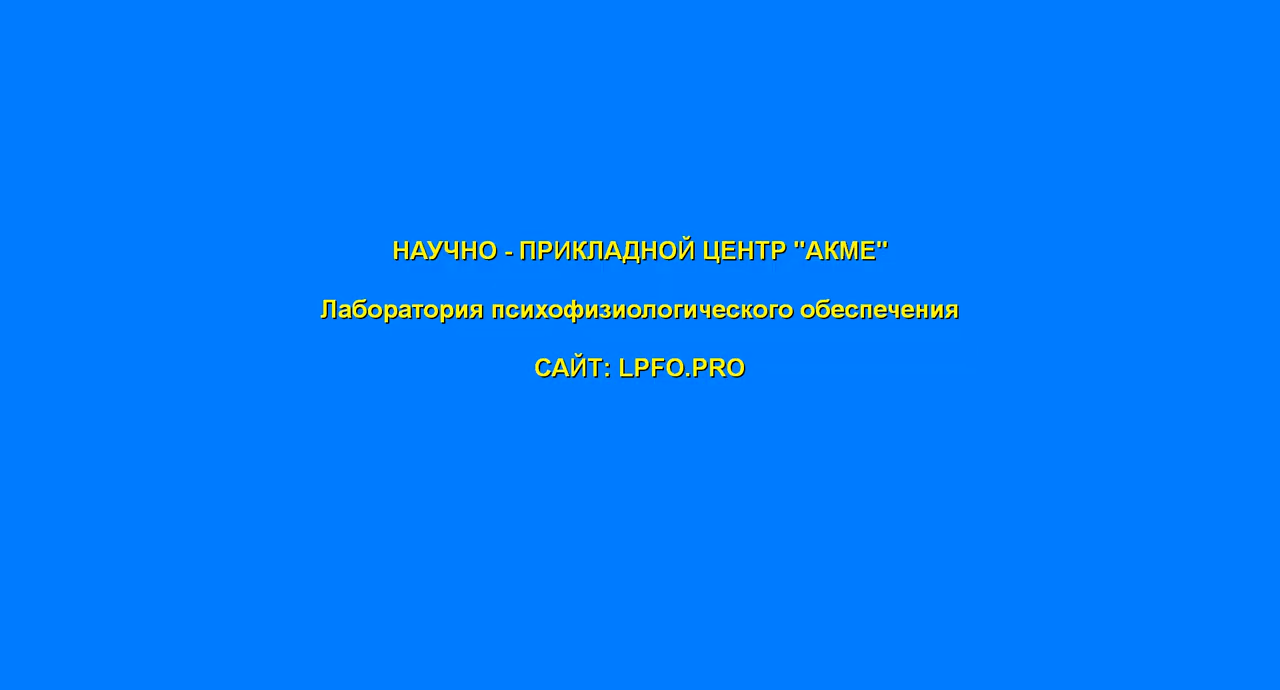 НАУЧНО - ПРИКЛАДНОЙ ЦЕНТР "АКМЕ"
Лаборатория психофизиологического обеспечения
САЙТ: LPFO.PRO